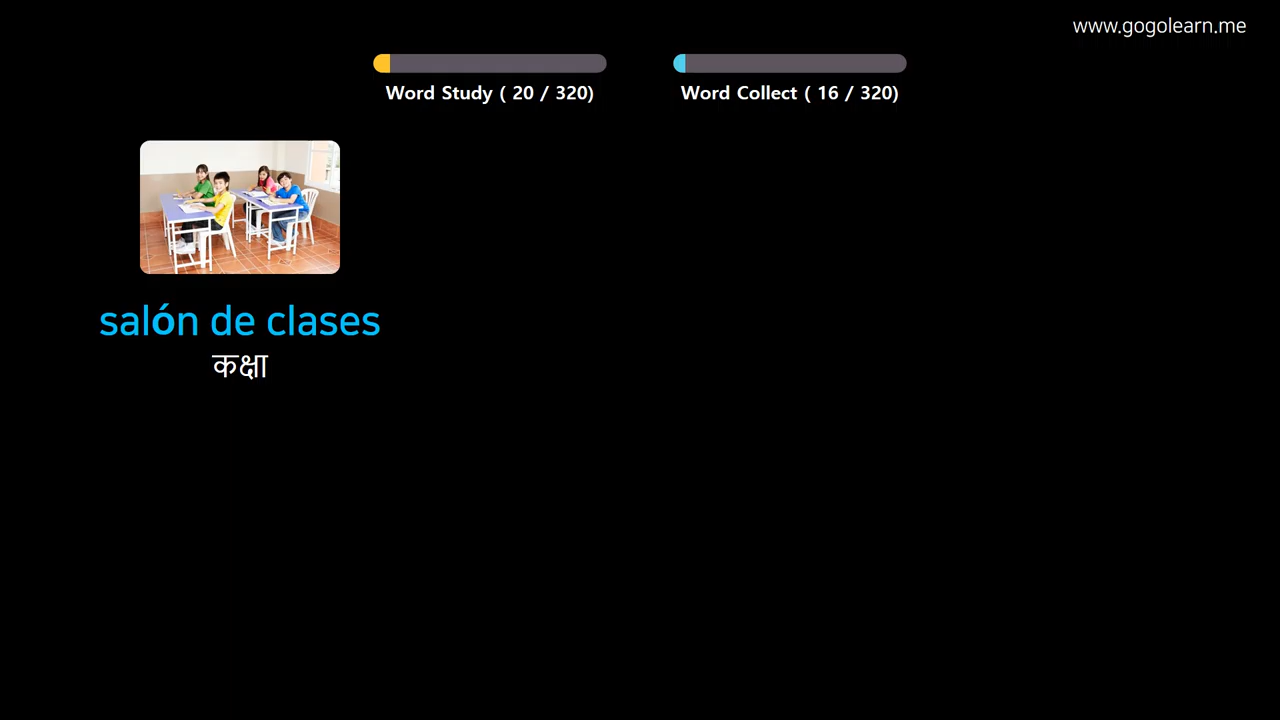 www.gogolearn.me
Word Study ( 20 / 320)
Word Collect ( 16 / 320)
salón de clases
कक्षा